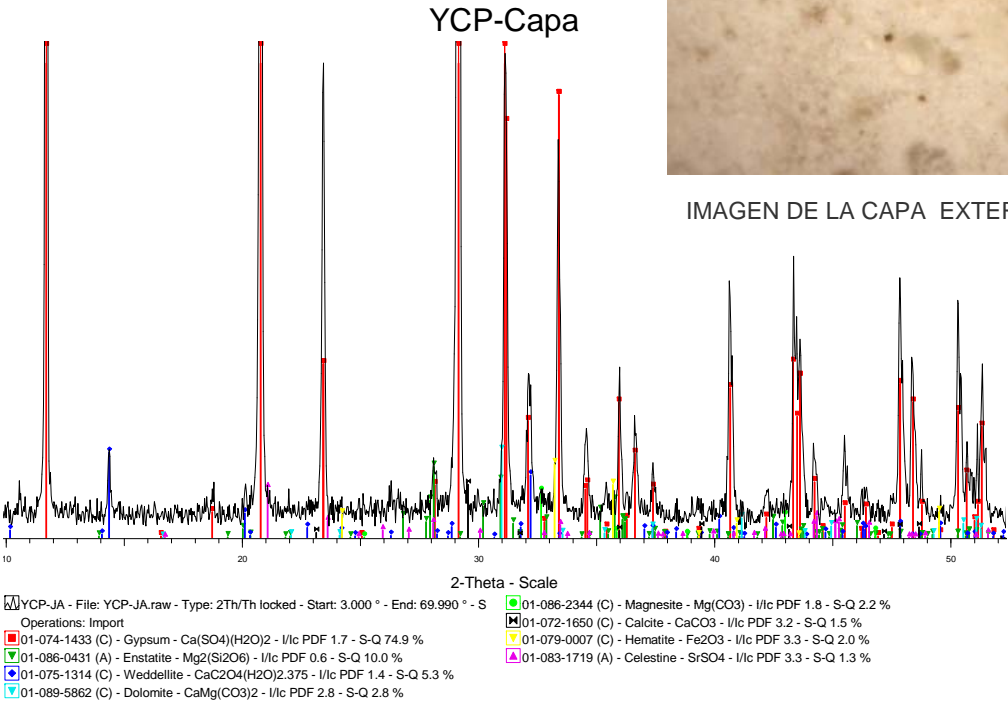 YCP-Capa
IMAGEN DE LA CAPA EXTER
10 20 30 40 50
2-Theta - Scale
YCP-JA - File: YCP-JA.raw - Type: 2Th/Th locked - Start: 3.000 ° - End: 69.990 ° - S
Operations: Import
01-074-1433 (C) - Gypsum - Ca(SO4)(H2O)2 - I/Ic PDF 1.7 - S-Q 74.9 %
01-086-0431 (A) - Enstatite - Mg2(Si2O6) - I/Ic PDF 0.6 - S-Q 10.0 %
01-075-1314 (C) - Weddellite - CaC2O4(H2O)2.375 - I/Ic PDF 1.4 - S-Q 5.3 %
01-089-5862 (C) - Dolomite - CaMg(CO3)2 - I/Ic PDF 2.8 - S-Q 2.8 %
01-086-2344 (C) - Magnesite - Mg(CO3) - I/Ic PDF 1.8 - S-Q 2.2 %
01-072-1650 (C) - Calcite - CaCO3 - I/Ic PDF 3.2 - S-Q 1.5 %
01-079-0007 (C) - Hematite - Fe2O3 - I/Ic PDF 3.3 - S-Q 2.0 %
01-083-1719 (A) - Celestine - SrSO4 - I/Ic PDF 3.3 - S-Q 1.3 %